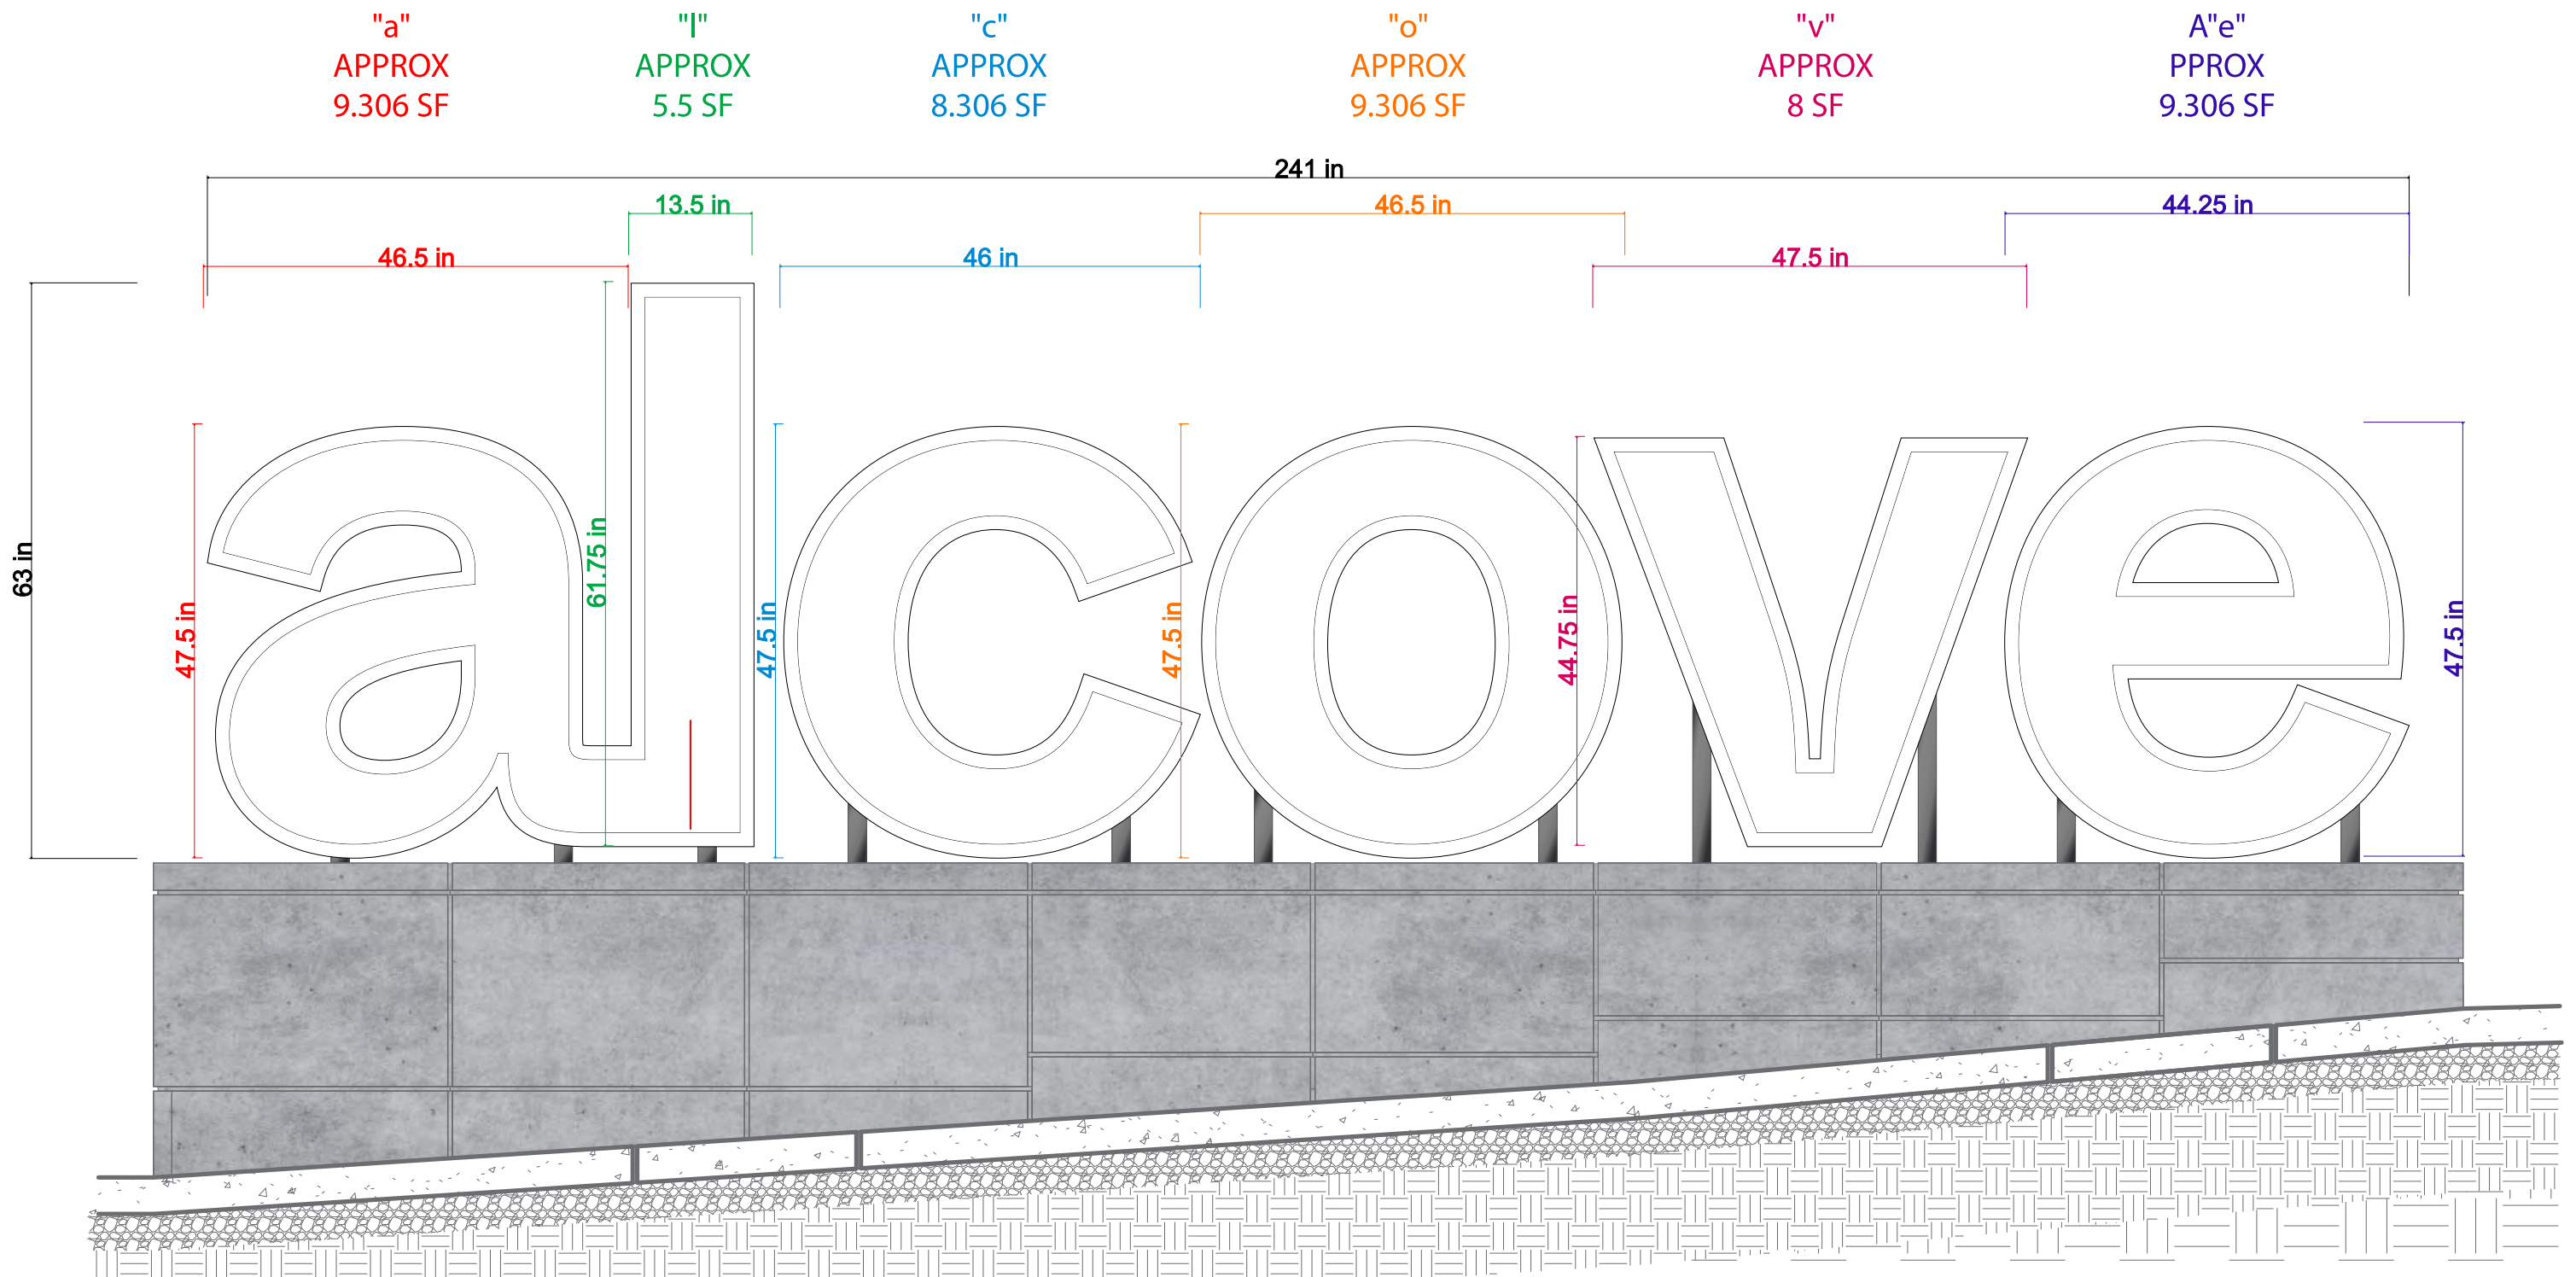 "a" "l" "c" "o" "v" A"e"
APPROX APPROX APPROX APPROX APPROX PPROX
9.306 SF 5.5 SF 8.306 SF 9.306 SF 8 SF 9.306 SF
241 in
13.5 in 46.5 in 44.25 in
46.5 in 46 in 47.5 in
63 in
47.5 in
61.75 in
47.5 in
47.5 in
44.75 in
47.5 in
alcove